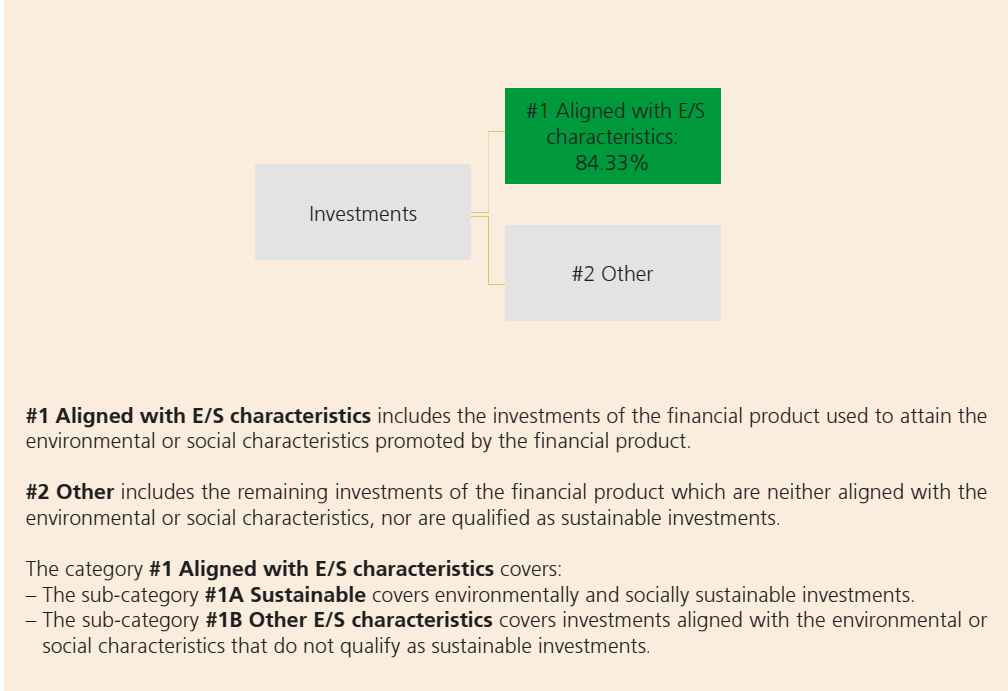 #1 Aligned with E/S
characteristics:
84.33%
Investments
#2 Other
#1 Aligned with E/S characteristics includes the investments of the financial product used to attain the
environmental or social characteristics promoted by the financial product.
#2 Other includes the remaining investments of the financial product which are neither aligned with the
environmental or social characteristics, nor are qualified as sustainable investments.
The category #1 Aligned with E/S characteristics covers:
– The sub-category #1A Sustainable covers environmentally and socially sustainable investments.
– The sub-category #1B Other E/S characteristics covers investments aligned with the environmental or
social characteristics that do not qualify as sustainable investments.